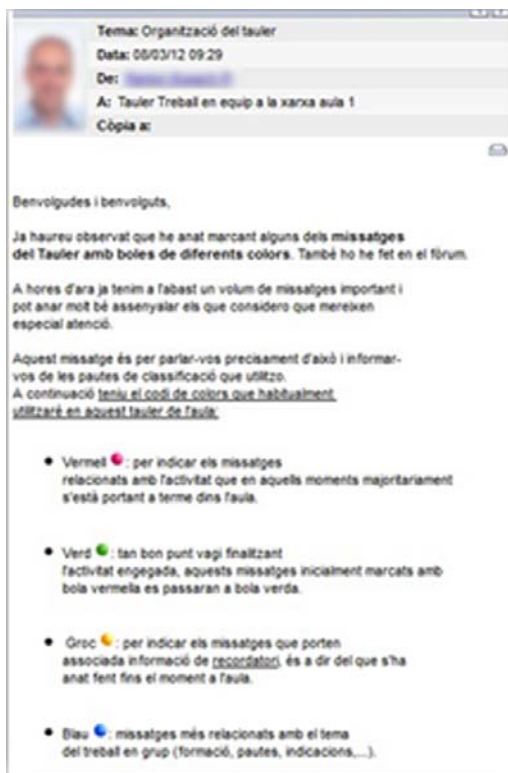 Tema: Organització del tauler
Data: 08/03/12 09:29
De:
A: Tauler Treball en equip a la xarxa aula 1
Còpia a:
Benvolgudes i benvolguts,
Ja haureu observat que he anat marcant alguns dels missatges
del Tauler amb boles de diferents colors. També ho he fet en el fòrum.
A hores d'ara ja tenim a l'abast un volum de missatges important i
pot anar molt bé assenyalar els que considero que mereixen
especial atenció.
Aquest missatge és per parlar-vos precisament d'això i informar-
vos de les pautes de classificació que utilitzo.
A continuació teniu el codi de colors que habitualment
utilitzaré en aquest tauler de l'aula:
• Vermell : per indicar els missatges
relacionats amb l'activitat que en aquells moments majoritariament
s'està portant a terme dins l'aula.
• Verd : tan bon punt vagi finalitzant
l'activitat engegada, aquests missatges inicialment marcats amb
bola vermella es passaran a bola verda.
• Groc : per indicar els missatges que porten
associada informació de recordatori, és a dir del que s'ha
anat fent fins el moment a l'aula.
• Blau : missatges més relacionats amb el tema
del treball en grup (formació, pautes, indicacions,...).